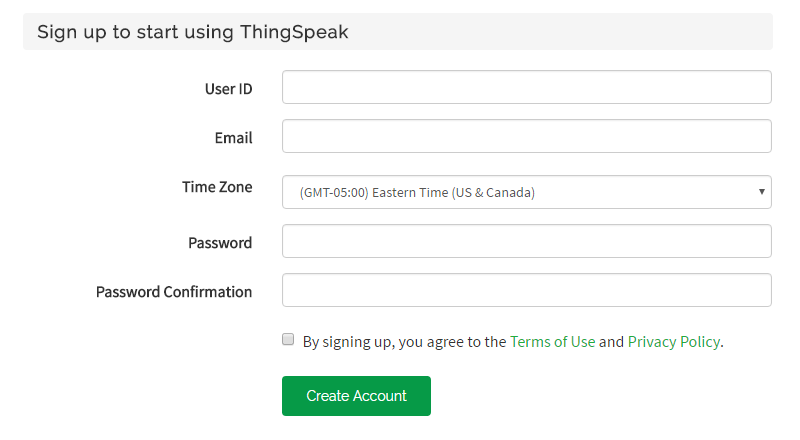 Sign up to start using ThingSpeak
User ID
Email
Time Zone
(GMT-05:00) Eastern Time (US & Canada)
Password
Password Confirmation
By signing up, you agree to the Terms of Use and Privacy Policy.
Create Account